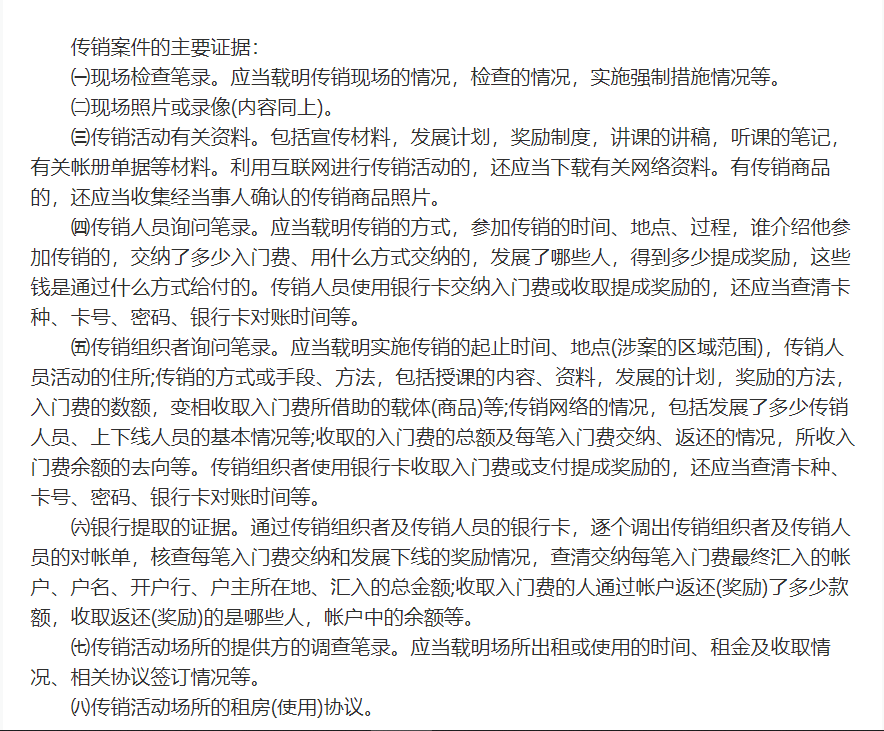 传销案件的主要证据：
㈠现场检查笔录。应当载明传销现场的情况，检查的情况，实施强制措施情况等。
㈡现场照片或录像(内容同上)。
㈢传销活动有关资料。包括宣传材料，发展计划，奖励制度，讲课的讲稿，听课的笔记，
有关帐册单据等材料。利用互联网进行传销活动的，还应当下载有关网络资料。有传销商品
的，还应当收集经当事人确认的传销商品照片。
㈣传销人员询问笔录。应当载明传销的方式，参加传销的时间、地点、过程，谁介绍他参
加传销的，交纳了多少入门费、用什么方式交纳的，发展了哪些人，得到多少提成奖励，这些
钱是通过什么方式给付的。传销人员使用银行卡交纳入门费或收取提成奖励的，还应当查清卡
种、卡号、密码、银行卡对账时间等。
㈤传销组织者询问笔录。应当载明实施传销的起止时间、地点(涉案的区域范围)，传销人
员活动的住所;传销的方式或手段、方法，包括授课的内容、资料，发展的计划，奖励的方法，
入门费的数额，变相收取入门费所借助的载体(商品)等;传销网络的情况，包括发展了多少传销
人员、上下线人员的基本情况等;收取的入门费的总额及每笔入门费交纳、返还的情况，所收入
门费余额的去向等。传销组织者使用银行卡收取入门费或支付提成奖励的，还应当查清卡种、
卡号、密码、银行卡对账时间等。
㈥银行提取的证据。通过传销组织者及传销人员的银行卡，逐个调出传销组织者及传销人
员的对帐单，核查每笔入门费交纳和发展下线的奖励情况，查清交纳每笔入门费最终汇入的帐
户、户名、开户行、户主所在地、汇入的总金额;收取入门费的人通过帐户返还(奖励)了多少款
额，收取返还(奖励)的是哪些人，帐户中的余额等。
㈦传销活动场所的提供方的调查笔录。应当载明场所出租或使用的时间、租金及收取情
况、相关协议签订情况等。
㈧传销活动场所的租房(使用)协议。